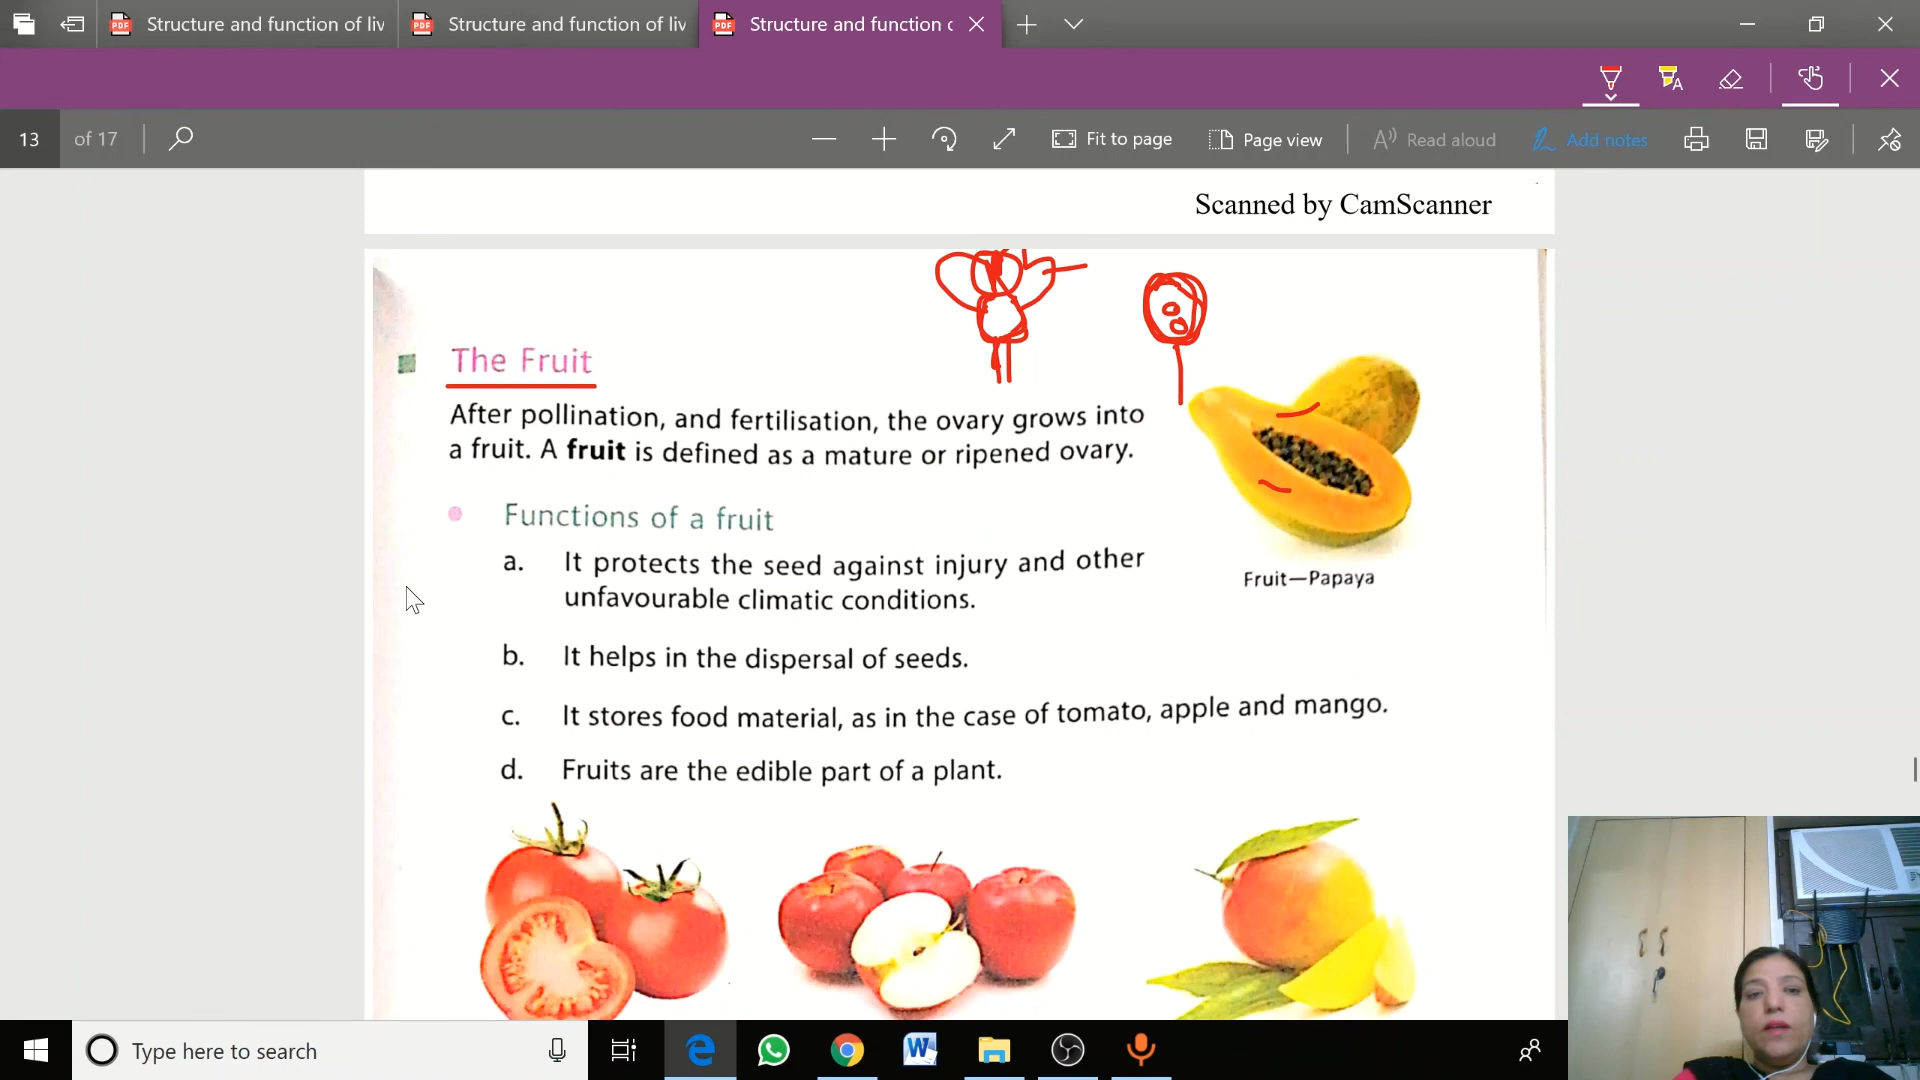 Structure and function of liv
Structure and function of liv
Structure and function c
13 of 17
Fit to page
Page view
Read aloud
Add notes
Scanned by CamScanner
The Fruit
After pollination, and fertilisation, the ovary grows into
a fruit. A fruit is defined as a mature or ripened ovary.
Functions of a fruit
a. It protects the seed against injury and other
unfavourable climatic conditions.
Fruit—Papaya
b. It helps in the dispersal of seeds.
c. It stores food material, as in the case of tomato, apple and mango.
d. Fruits are the edible part of a plant.
Type here to search